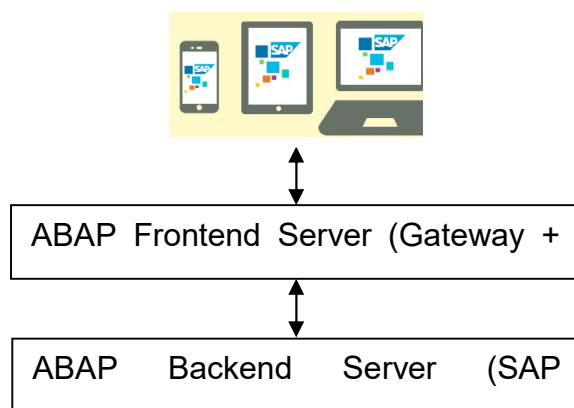 SAP SAP SAP
ABAP Frontend Server (Gateway +
ABAP Backend Server (SAP